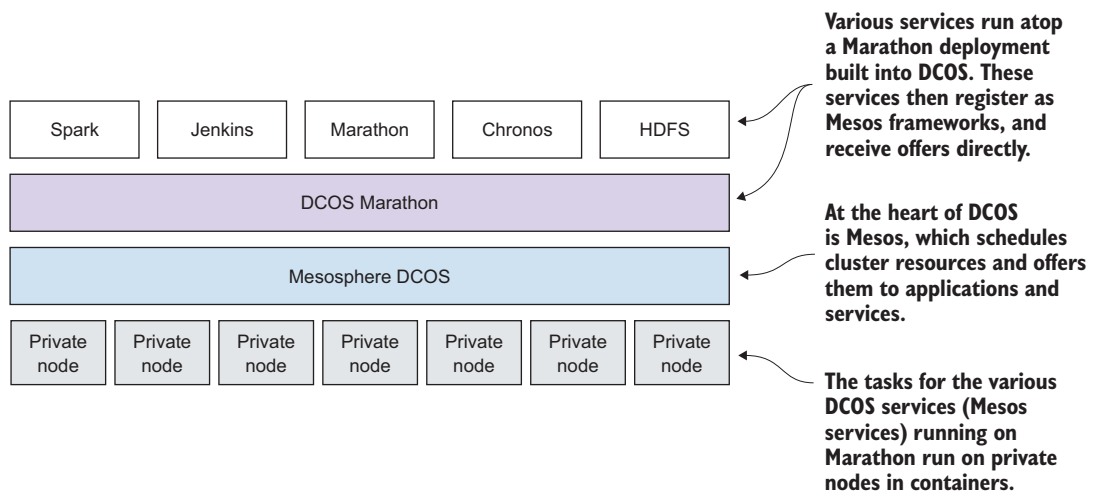 Various services run atop
a Marathon deployment
built into DCOS. These
services then register as
Mesos frameworks, and
receive offers directly.
Spark
Jenkins
Marathon
Chronos
HDFS
DCOS Marathon
At the heart of DCOS
is Mesos, which schedules
cluster resources and offers
them to applications and
services.
Mesosphere DCOS
Private
node
Private
node
Private
node
Private
node
Private
node
Private
node
Private
node
The tasks for the various
DCOS services (Mesos
services) running on
Marathon run on private
nodes in containers.